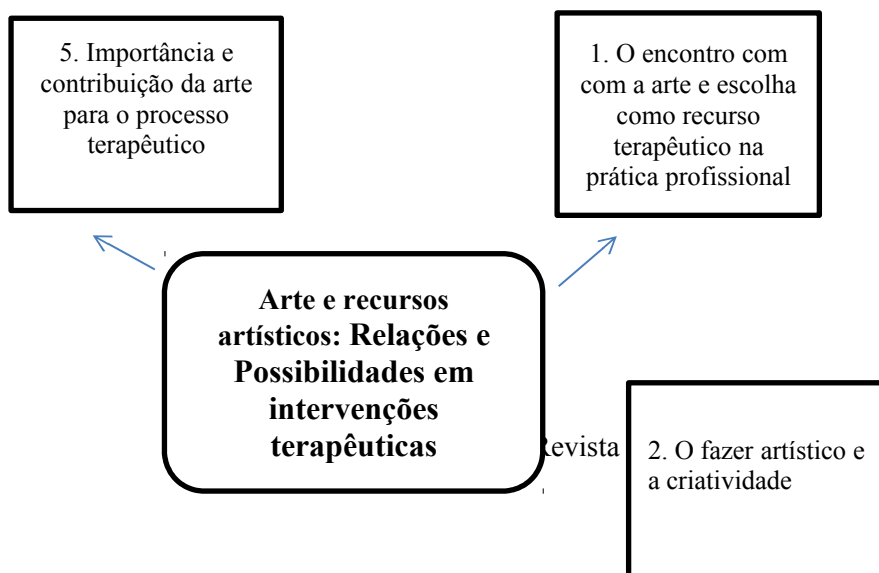 5. Importância e
contribuição da arte
para o processo
terapêutico
1. O encontro com
com a arte e escolha
como recurso
terapêutico na
prática profissional
Arte e recursos
artísticos: Relações e
Possibilidades em
intervenções
terapêuticas
2. O fazer artístico e
a criatividade